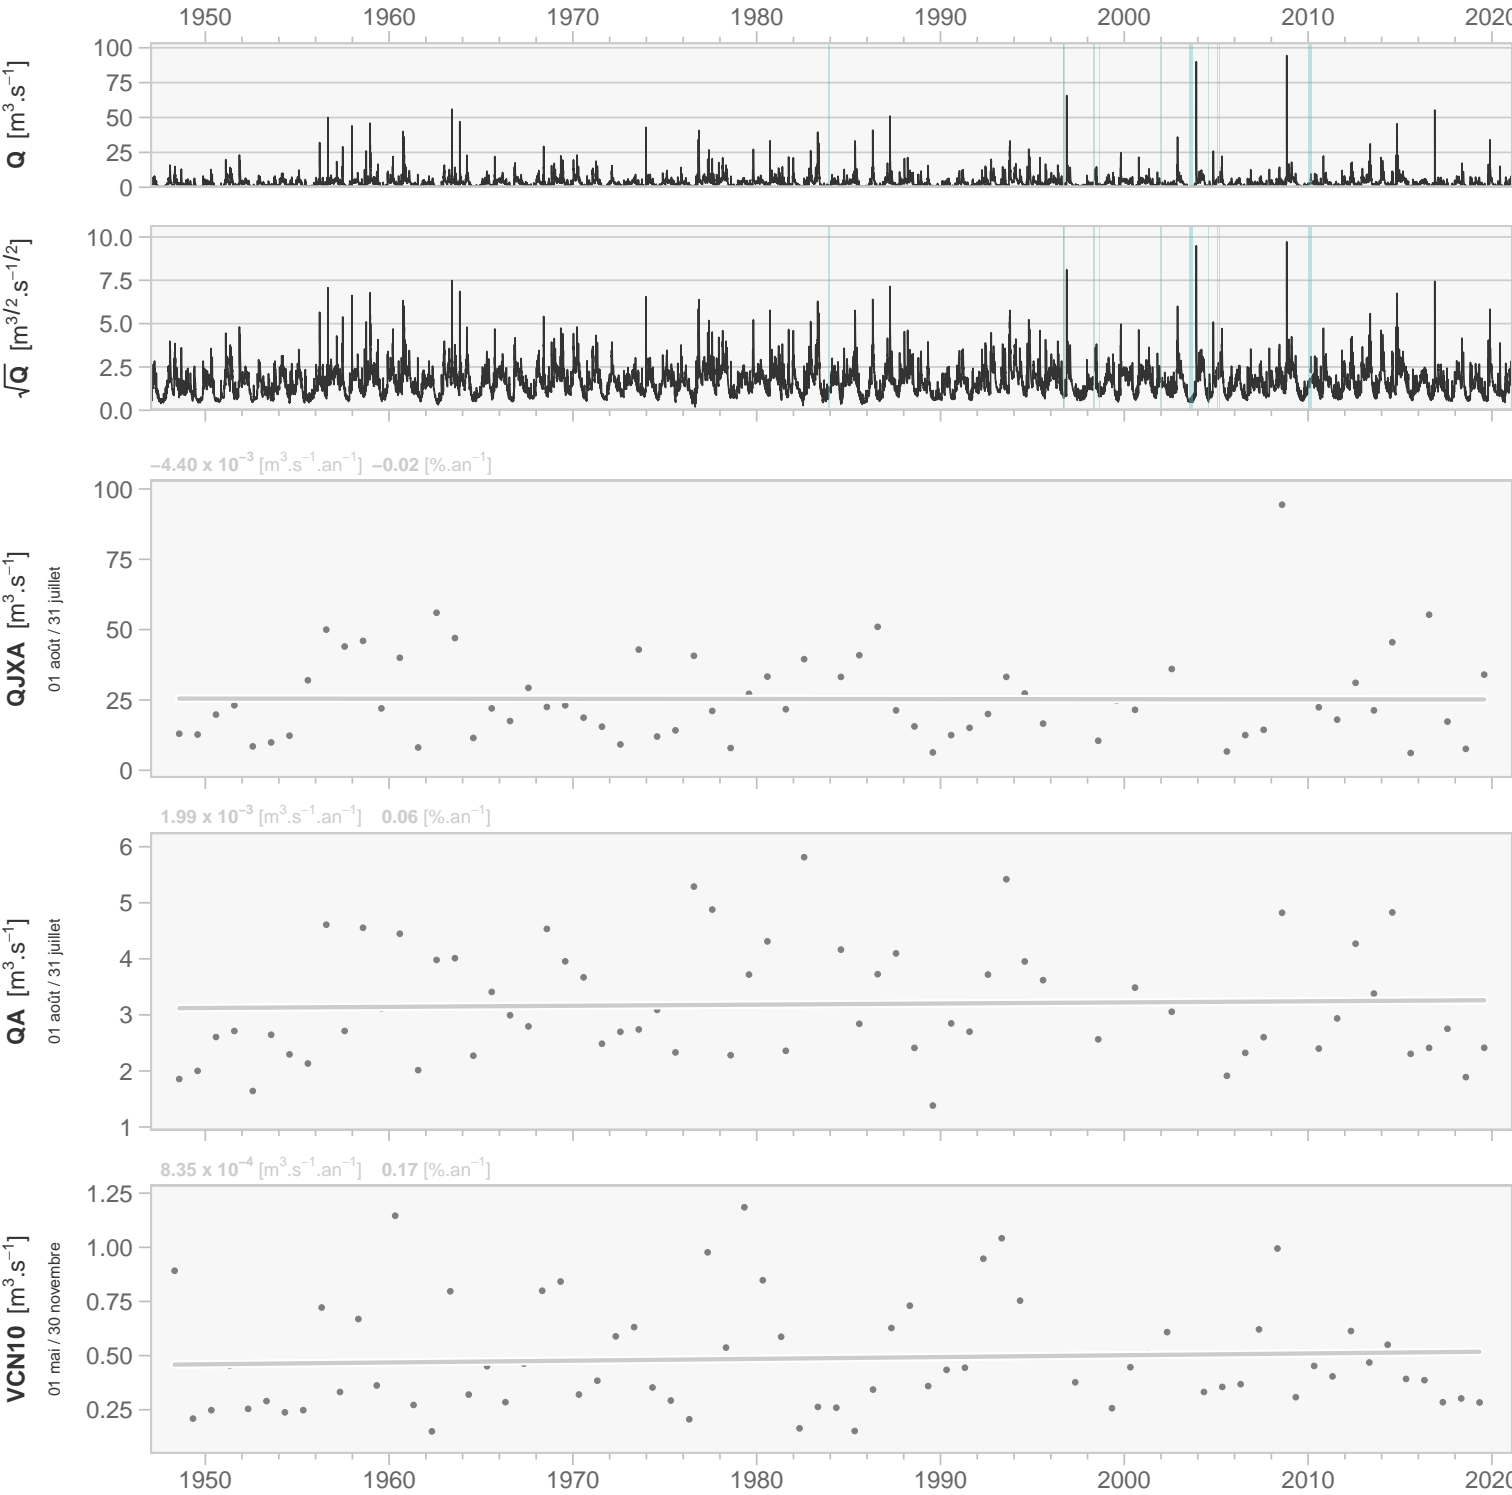 1950 1960 1970 1980 1990 2000 2010 2020
Q [m³.s⁻¹]
100
75
50
25
0
√Q [m^3/2.s^−1/2]
10.0
7.5
5.0
2.5
0.0
−4.40 x 10⁻³ [m³.s⁻¹.an⁻¹] −0.02 [%.an⁻¹]
QJXA [m³.s⁻¹]
01 août / 31 juillet
100
75
50
25
0
1.99 x 10⁻³ [m³.s⁻¹.an⁻¹] 0.06 [%.an⁻¹]
QA [m³.s⁻¹]
01 août / 31 juillet
6
5
4
3
2
1
8.35 x 10⁻⁴ [m³.s⁻¹.an⁻¹] 0.17 [%.an⁻¹]
VCN10 [m³.s⁻¹]
01 mai / 30 novembre
1.25
1.00
0.75
0.50
0.25
1950 1960 1970 1980 1990 2000 2010 2020